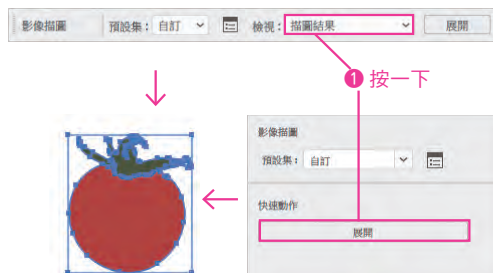 影像描圖 預設集： 自訂 檢視： 描圖結果 展開
1 按一下
影像描圖
預設集： 自訂
快速動作
展開